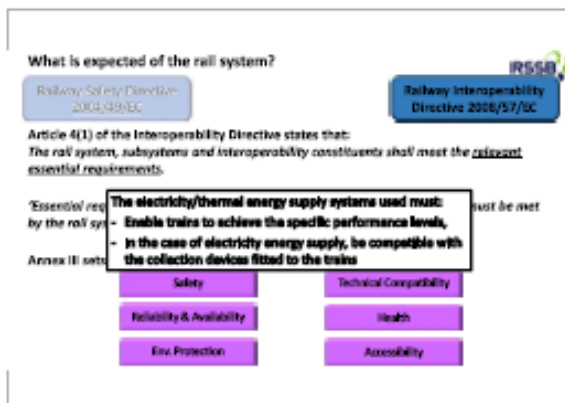 What is expected of the rail system?
RSSB
Railway Safety Directive
2004/49/EC
Railway Interoperability
Directive 2008/57/EC
Article 4(1) of the Interoperability Directive states that:
The rail system, subsystems and interoperability constituents shall meet the relevant
essential requirements.
'Essential req
must be met
by the rail sys
The electricity/thermal energy supply systems used must:
- Enable trains to achieve the specific performance levels,
- In the case of electricity energy supply, be compatible with
the collection devices fitted to the trains
Annex III sets
Safety
Technical Compatibility
Reliability & Availability
Health
Env. Protection
Accessibility